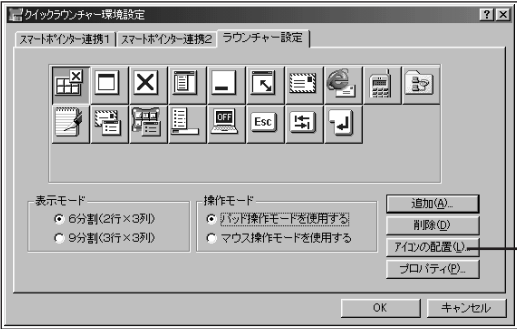 クイックラウンチャー環境設定
スマートポインター連携1 スマートポインター連携2 ラウンチャー設定
OFF Esc
表示モード
6分割(2行×3列)
9分割(3行×3列)
操作モード
パッド操作モードを使用する
マウス操作モードを使用する
追加(A)...
削除(D)
アイコンの配置(L)...
プロパティ(P)...
OK キャンセル